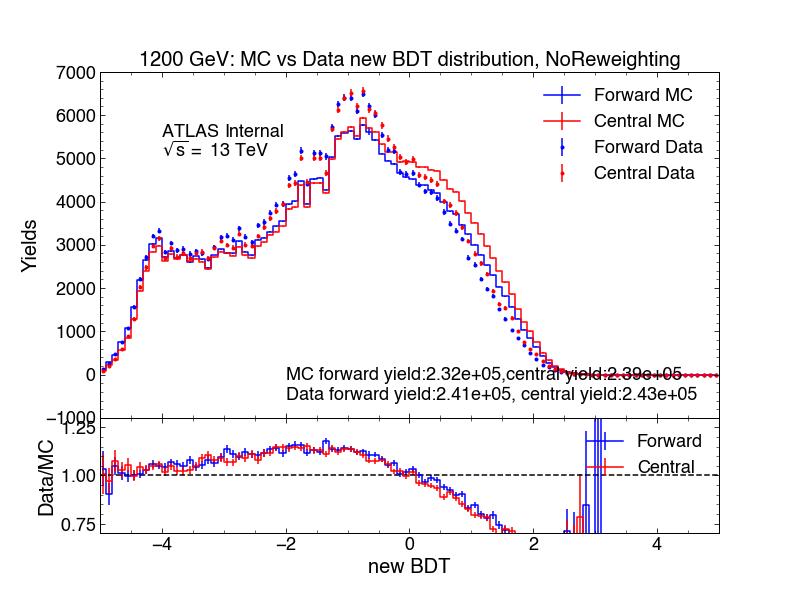 1200 GeV: MC vs Data new BDT distribution, NoReweighting
7000
6000
5000
4000
3000
2000
1000
0
−1000
Yields
ATLAS Internal
√s = 13 TeV
Forward MC
Central MC
Forward Data
Central Data
MC forward yield:2.32e+05,central yield:2.39e+05
Data forward yield:2.41e+05, central yield:2.43e+05
1.25
1.00
0.75
Data/MC
Forward
Central
−4 −2 0 2 4
new BDT